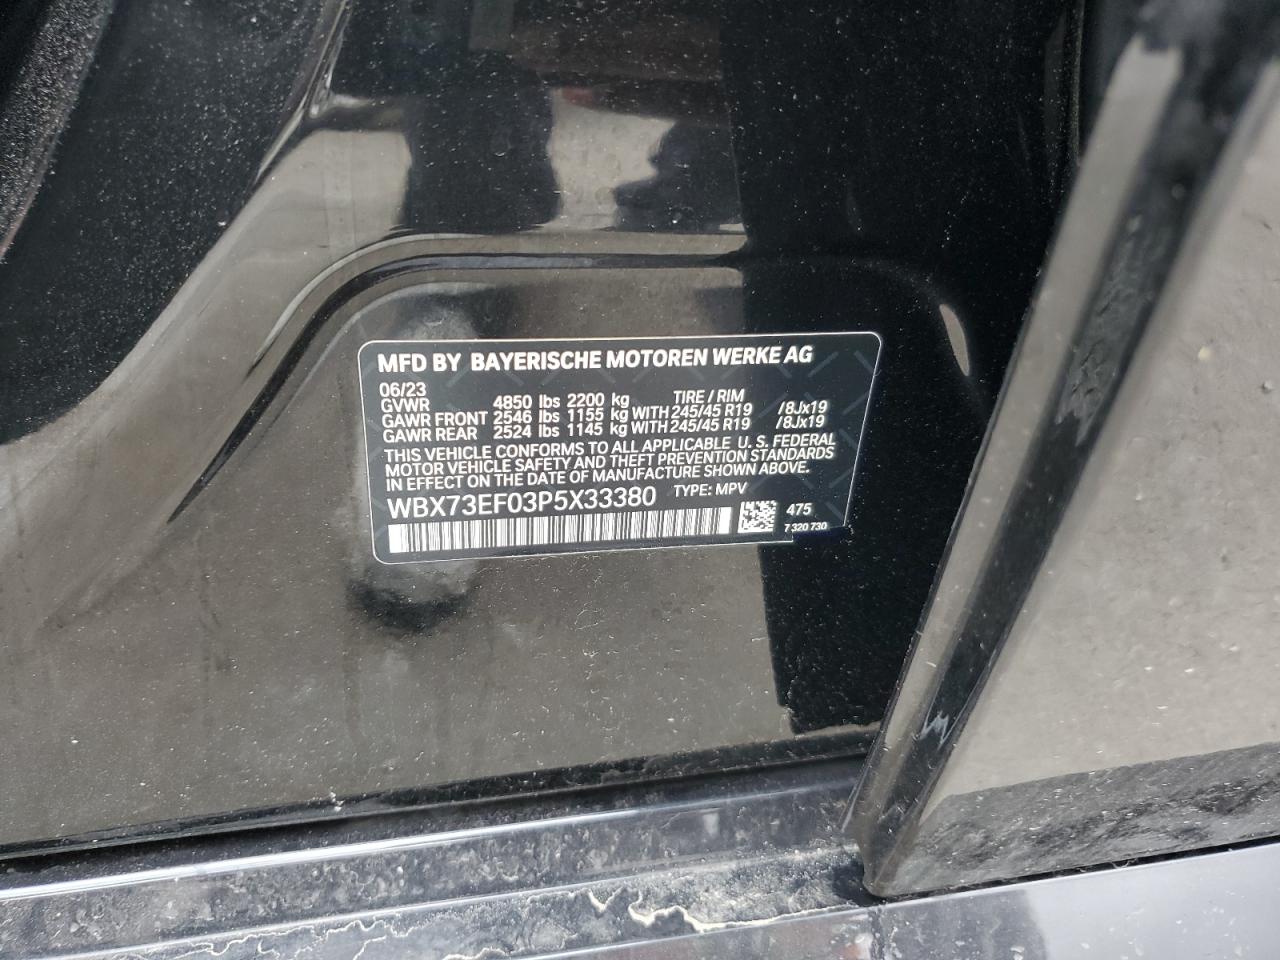 MFD BY BAYERISCHE MOTOREN WERKE AG
06/23 TIRE / RIM
GVWR 4850 lbs 2200 kg
GAWR FRONT 2546 lbs 1155 kg WITH 245/45 R19 /8Jx19
GAWR REAR 2524 lbs 1145 kg WITH 245/45 R19 /8Jx19
THIS VEHICLE CONFORMS TO ALL APPLICABLE U. S. FEDERAL
MOTOR VEHICLE SAFETY AND THEFT PREVENTION STANDARDS
IN EFFECT ON THE DATE OF MANUFACTURE SHOWN ABOVE.
WBX73EF03P5X33380 TYPE: MPV
475
7 320 730